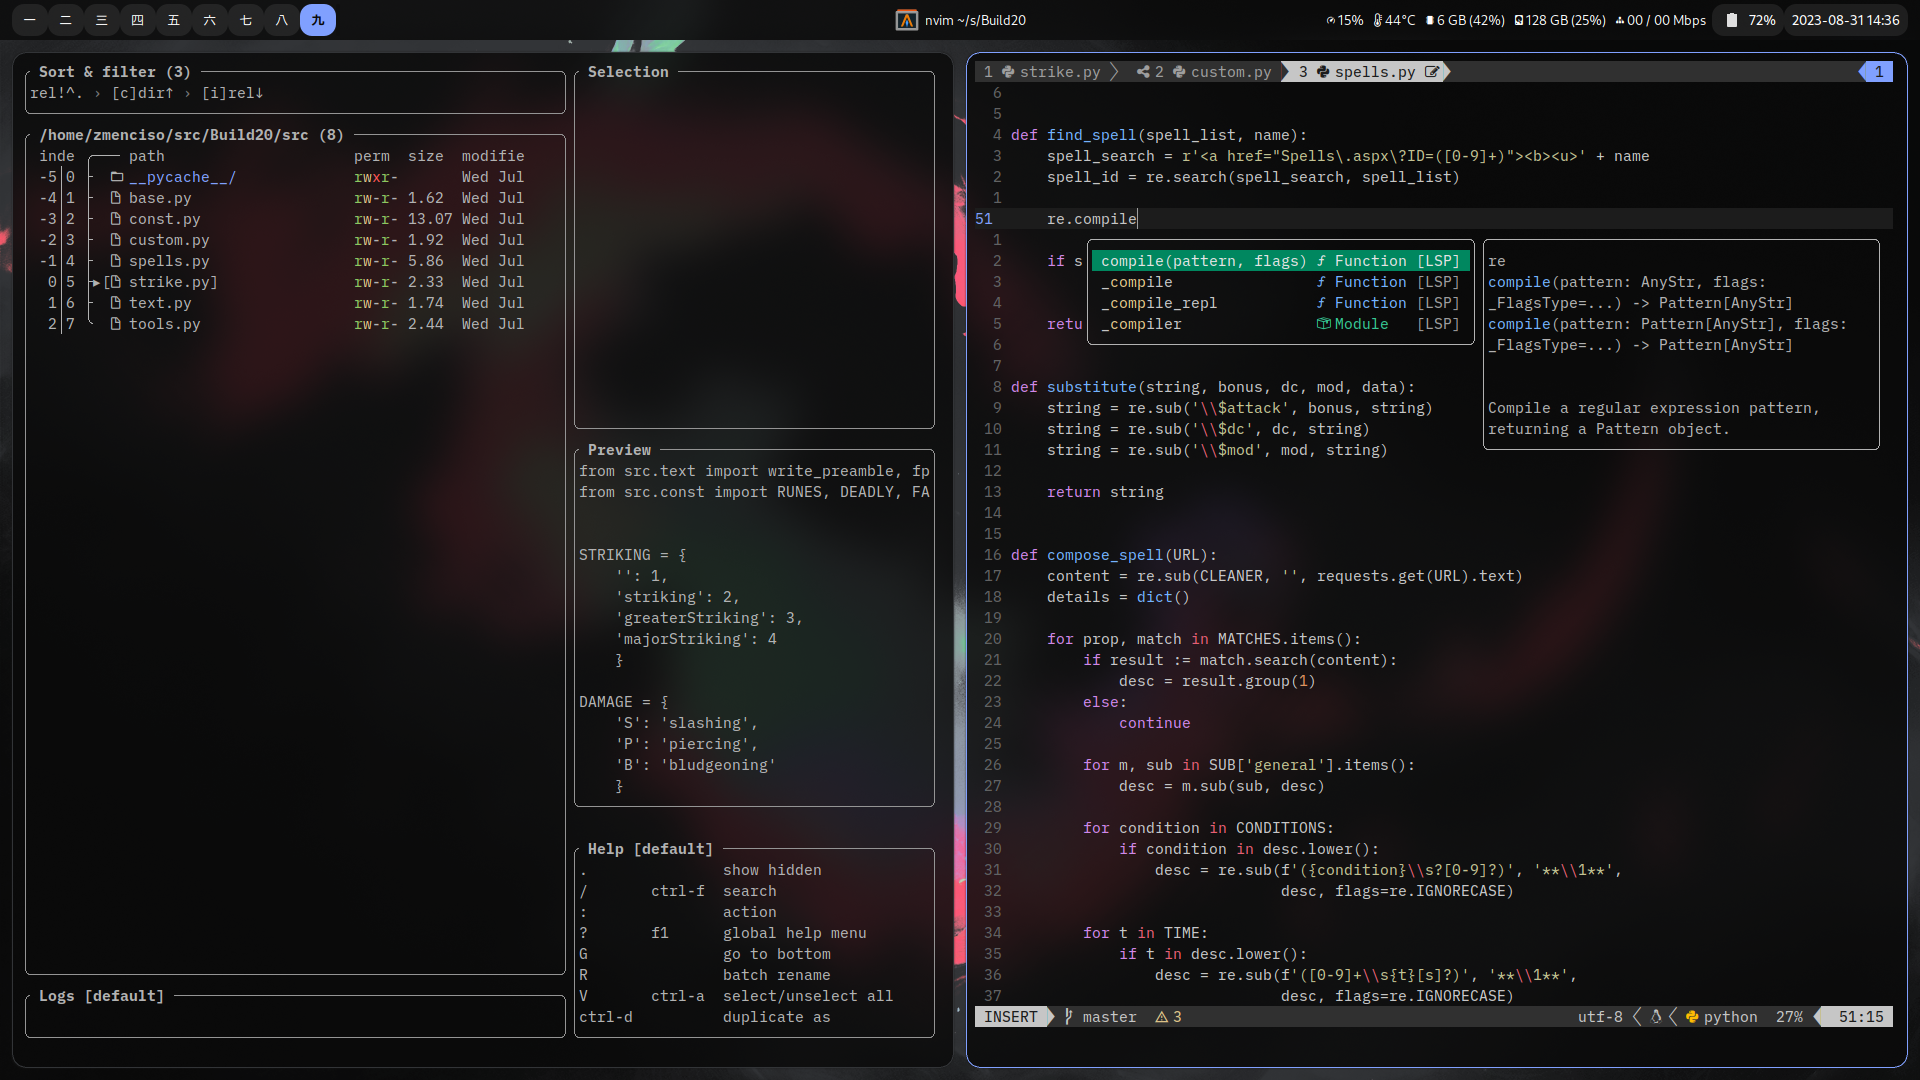 一 二 三 四 五 六 七 八 九
nvim ~/s/Build20
15% 44°C 6 GB (42%) 128 GB (25%) 00 / 00 Mbps 72% 2023-08-31 14:36
Sort & filter (3)
rel!^. › [c]dir↑ › [i]rel↓
/home/zmenciso/src/Build20/src (8)
inde path perm size modifie
-5 0 __pycache__/ rwxr- Wed Jul
-4 1 base.py rw-r- 1.62 Wed Jul
-3 2 const.py rw-r- 13.07 Wed Jul
-2 3 custom.py rw-r- 1.92 Wed Jul
-1 4 spells.py rw-r- 5.86 Wed Jul
0 5 [strike.py] rw-r- 2.33 Wed Jul
1 6 text.py rw-r- 1.74 Wed Jul
2 7 tools.py rw-r- 2.44 Wed Jul
Logs [default]
Selection
Preview
from src.text import write_preamble, fp
from src.const import RUNES, DEADLY, FA
STRIKING = {
'': 1,
'striking': 2,
'greaterStriking': 3,
'majorStriking': 4
}
DAMAGE = {
'S': 'slashing',
'P': 'piercing',
'B': 'bludgeoning'
}
Help [default]
. show hidden
/ ctrl-f search
: action
? f1 global help menu
G go to bottom
R batch rename
V ctrl-a select/unselect all
ctrl-d duplicate as
1 strike.py 2 custom.py 3 spells.py 1
6
5
4 def find_spell(spell_list, name):
3 spell_search = r'<a href="Spells\.aspx\?ID=([0-9]+)"><b><u>' + name
2 spell_id = re.search(spell_search, spell_list)
1
51 re.compile
1
2 if s
3
4
5 retu
6
7
8 def substitute(string, bonus, dc, mod, data):
9 string = re.sub('\\$attack', bonus, string)
10 string = re.sub('\\$dc', dc, string)
11 string = re.sub('\\$mod', mod, string)
12
13 return string
14
15
16 def compose_spell(URL):
17 content = re.sub(CLEANER, '', requests.get(URL).text)
18 details = dict()
19
20 for prop, match in MATCHES.items():
21 if result := match.search(content):
22 desc = result.group(1)
23 else:
24 continue
25
26 for m, sub in SUB['general'].items():
27 desc = m.sub(sub, desc)
28
29 for condition in CONDITIONS:
30 if condition in desc.lower():
31 desc = re.sub(f'({condition}\\s?[0-9]?)', '**\\1**',
32 desc, flags=re.IGNORECASE)
33
34 for t in TIME:
35 if t in desc.lower():
36 desc = re.sub(f'([0-9]+\\s{t}[s]?)', '**\\1**',
37 desc, flags=re.IGNORECASE)
compile(pattern, flags) ƒ Function [LSP]
_compile ƒ Function [LSP]
_compile_repl ƒ Function [LSP]
_compiler Module [LSP]
re
compile(pattern: AnyStr, flags:
_FlagsType=...) -> Pattern[AnyStr]
compile(pattern: Pattern[AnyStr], flags:
_FlagsType=...) -> Pattern[AnyStr]
Compile a regular expression pattern,
returning a Pattern object.
INSERT master ⚠ 3 utf-8 python 27% 51:15